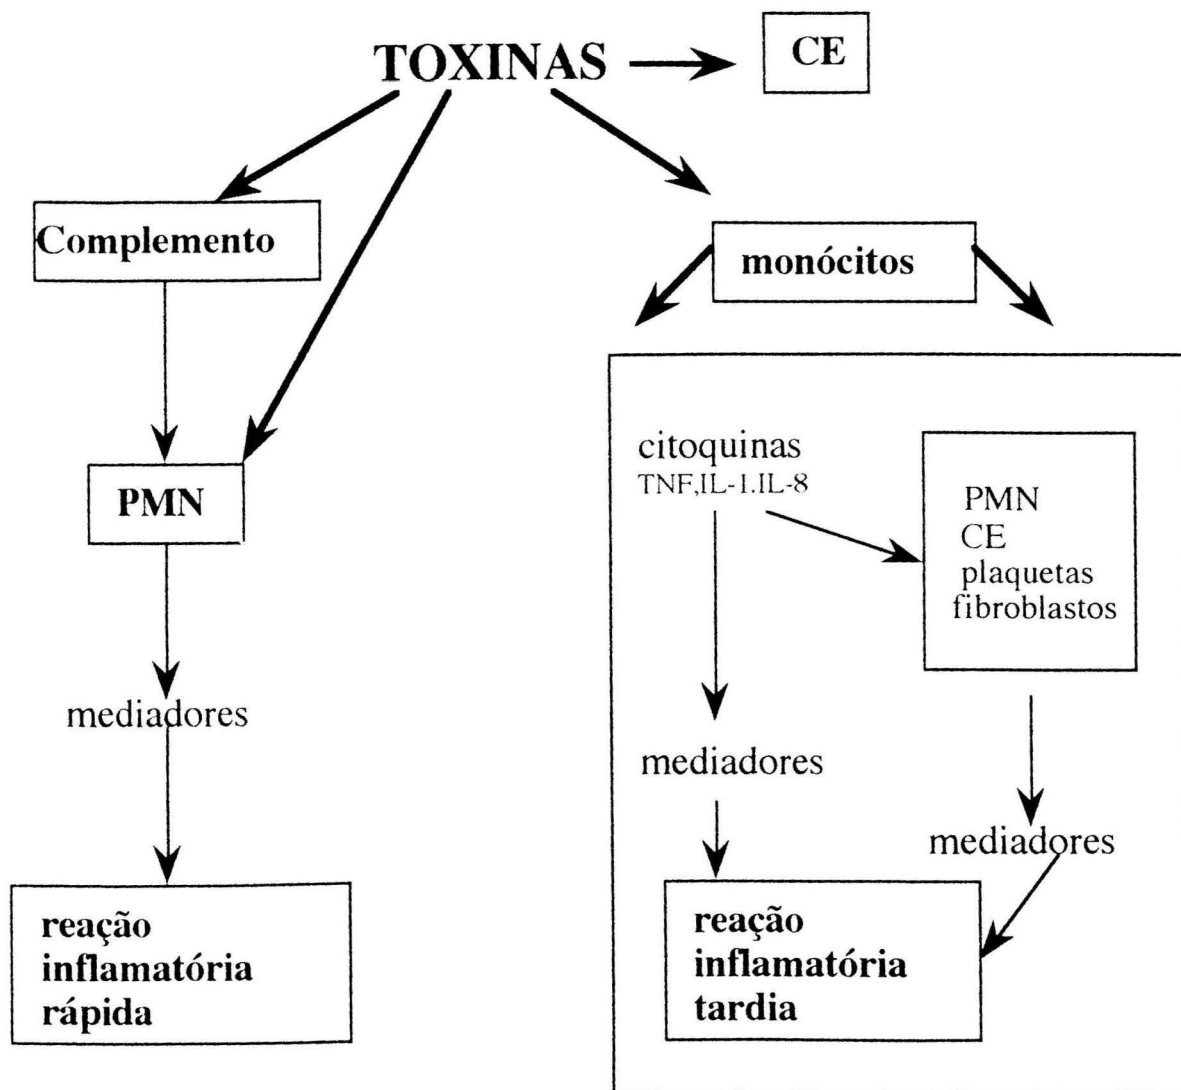 TOXINAS
CE
Complemento
monócitos
PMN
mediadores
reação
inflamatória
rápida
citoquinas
TNF,IL-1.IL-8
PMN
CE
plaquetas
fibroblastos
mediadores
mediadores
reação
inflamatória
tardia